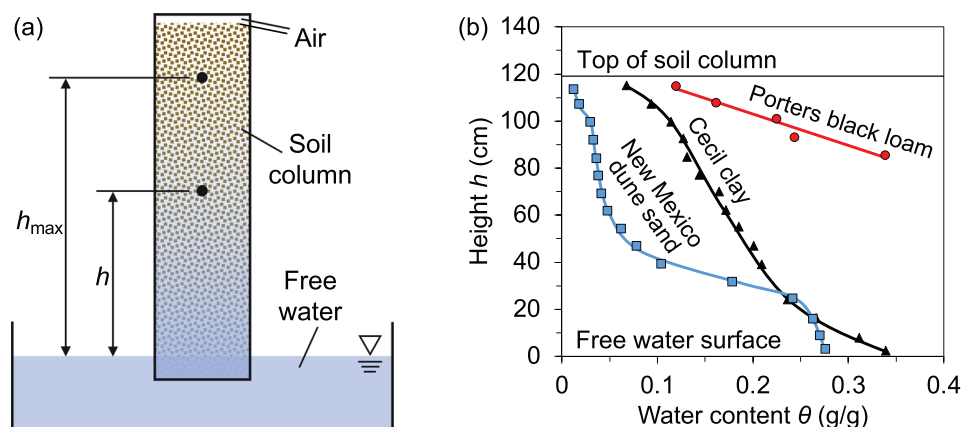 (a)
Air
Soil
column
h_max
h
Free
water
(b)
Height h (cm)
140
120
100
80
60
40
20
0
Top of soil column
Porters black loam
Cecil clay
New Mexico
dune sand
Free water surface
0
0.1
0.2
0.3
0.4
Water content θ (g/g)